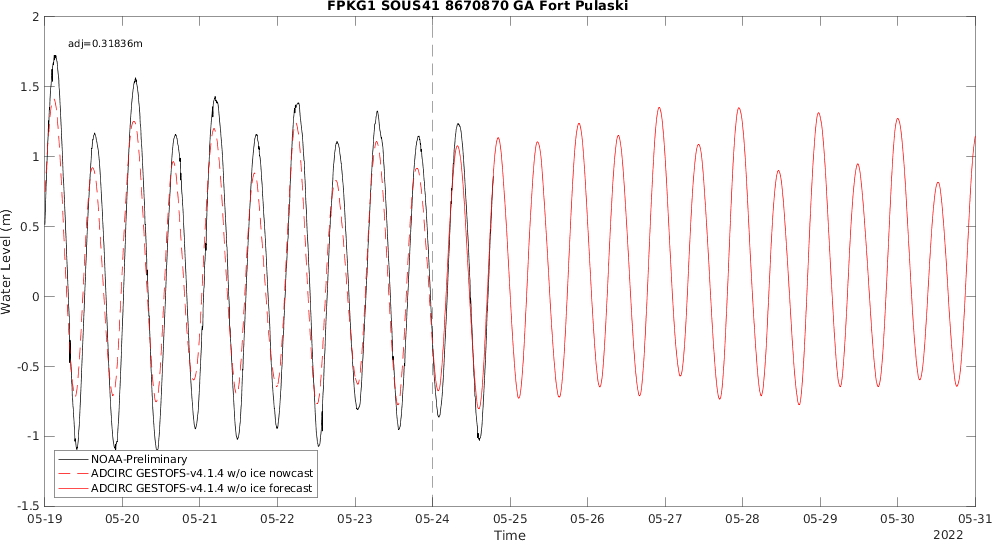 FPKG1 SOUS41 8670870 GA Fort Pulaski
2
adj=0.31836m
1.5
1
0.5
0
-0.5
-1
-1.5
Water Level (m)
NOAA-Preliminary
ADCIRC GESTOFS-v4.1.4 w/o ice nowcast
ADCIRC GESTOFS-v4.1.4 w/o ice forecast
05-19 05-20 05-21 05-22 05-23 05-24 05-25 05-26 05-27 05-28 05-29 05-30 05-31
Time
2022